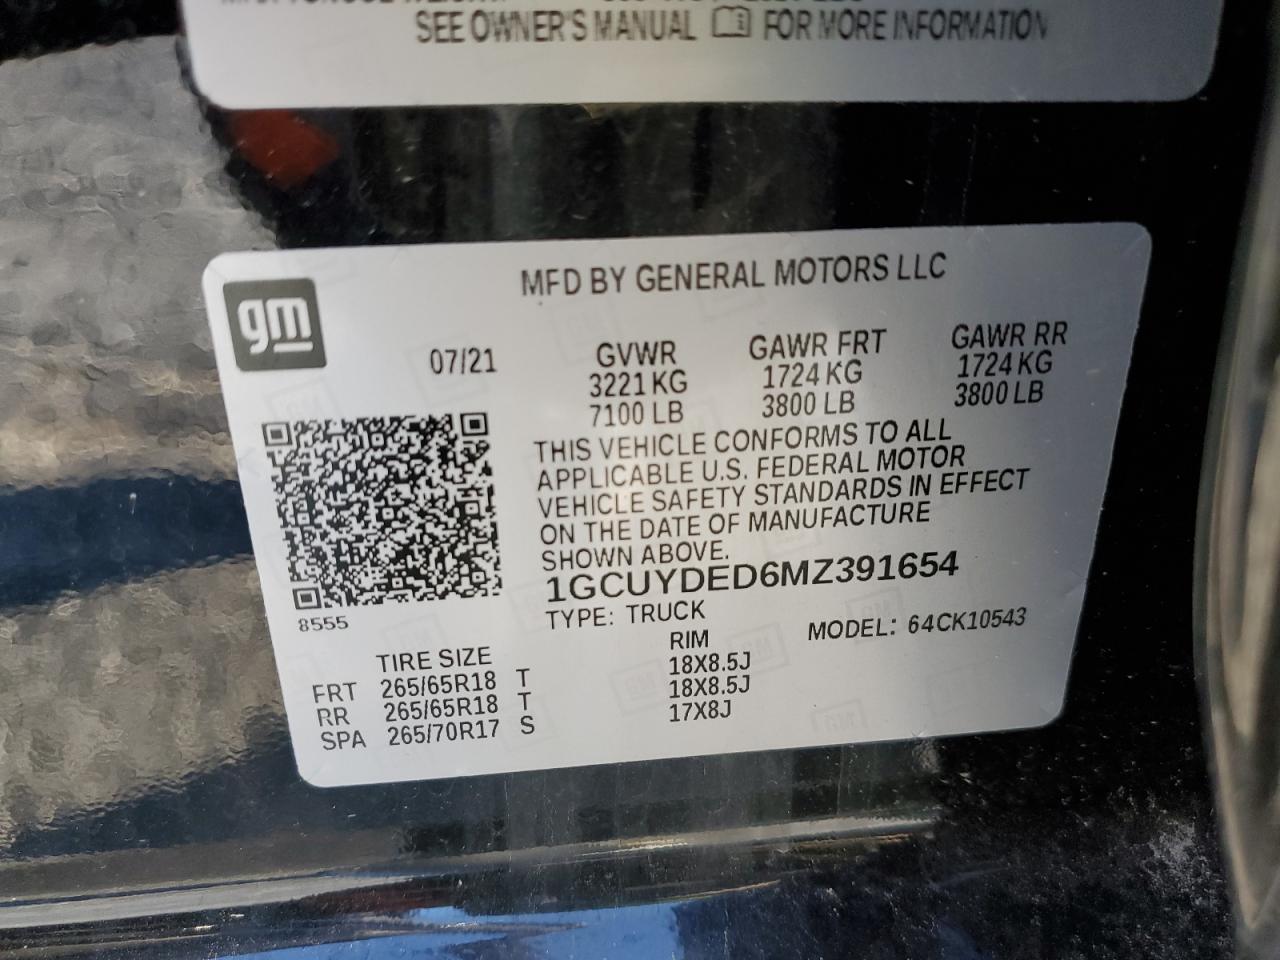 SEE OWNER'S MANUAL FOR MORE INFORMATION
gm
MFD BY GENERAL MOTORS LLC
07/21 GVWR GAWR FRT GAWR RR
3221 KG 1724 KG 1724 KG
7100 LB 3800 LB 3800 LB
THIS VEHICLE CONFORMS TO ALL
APPLICABLE U.S. FEDERAL MOTOR
VEHICLE SAFETY STANDARDS IN EFFECT
ON THE DATE OF MANUFACTURE
SHOWN ABOVE.
1GCUYDED6MZ391654
8555
TYPE: TRUCK MODEL: 64CK10543
TIRE SIZE RIM
FRT 265/65R18 T 18X8.5J
RR 265/65R18 T 18X8.5J
SPA 265/70R17 S 17X8J